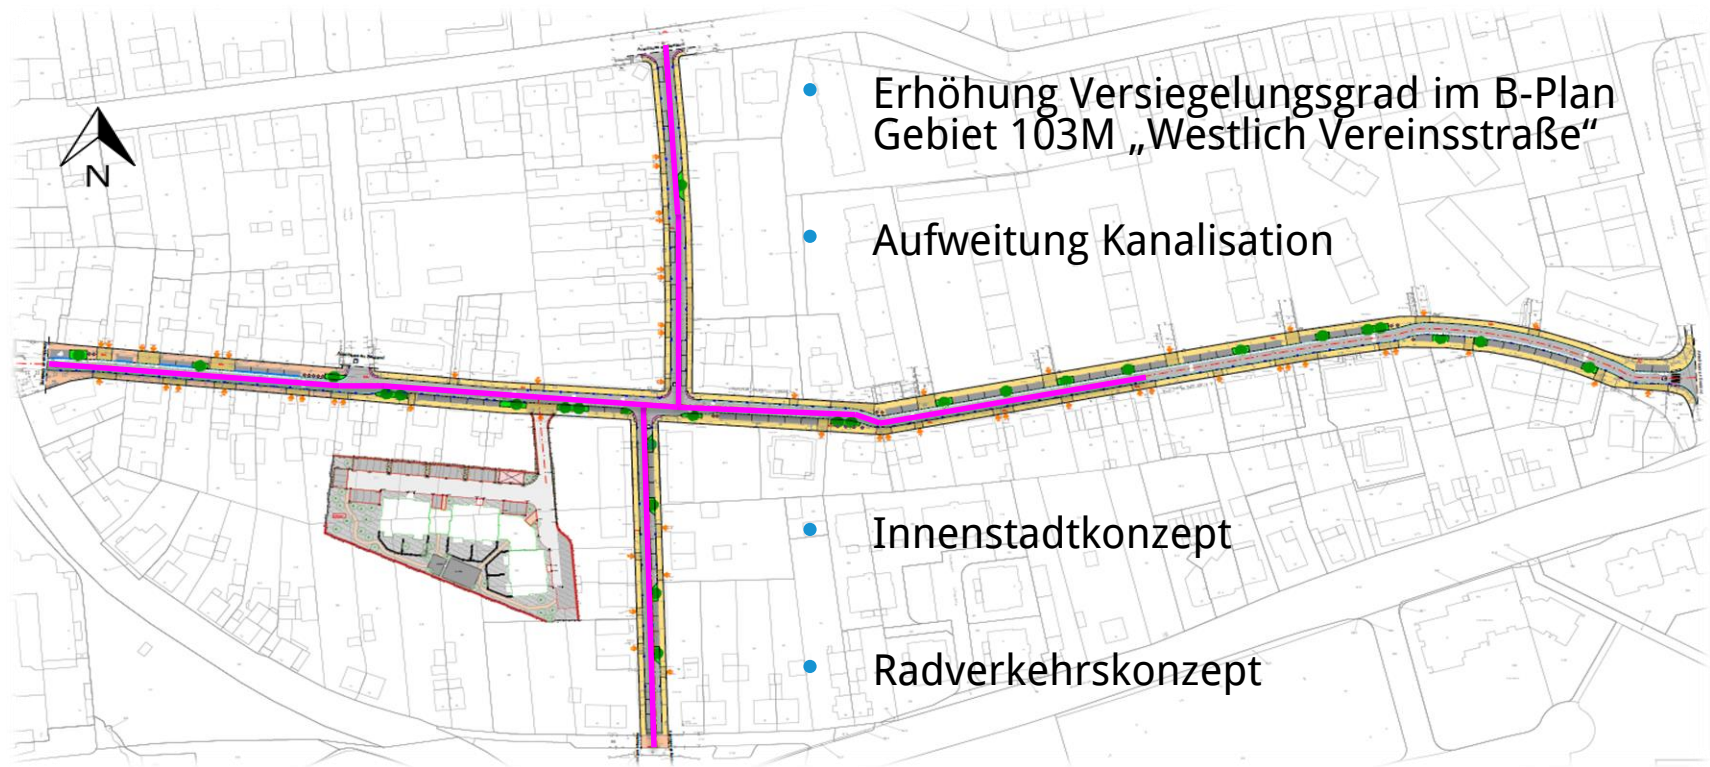 Erhöhung Versiegelungsgrad im B-Plan
Gebiet 103M „Westlich Vereinsstraße“
N
Aufweitung Kanalisation
Innenstadtkonzept
Radverkehrskonzept